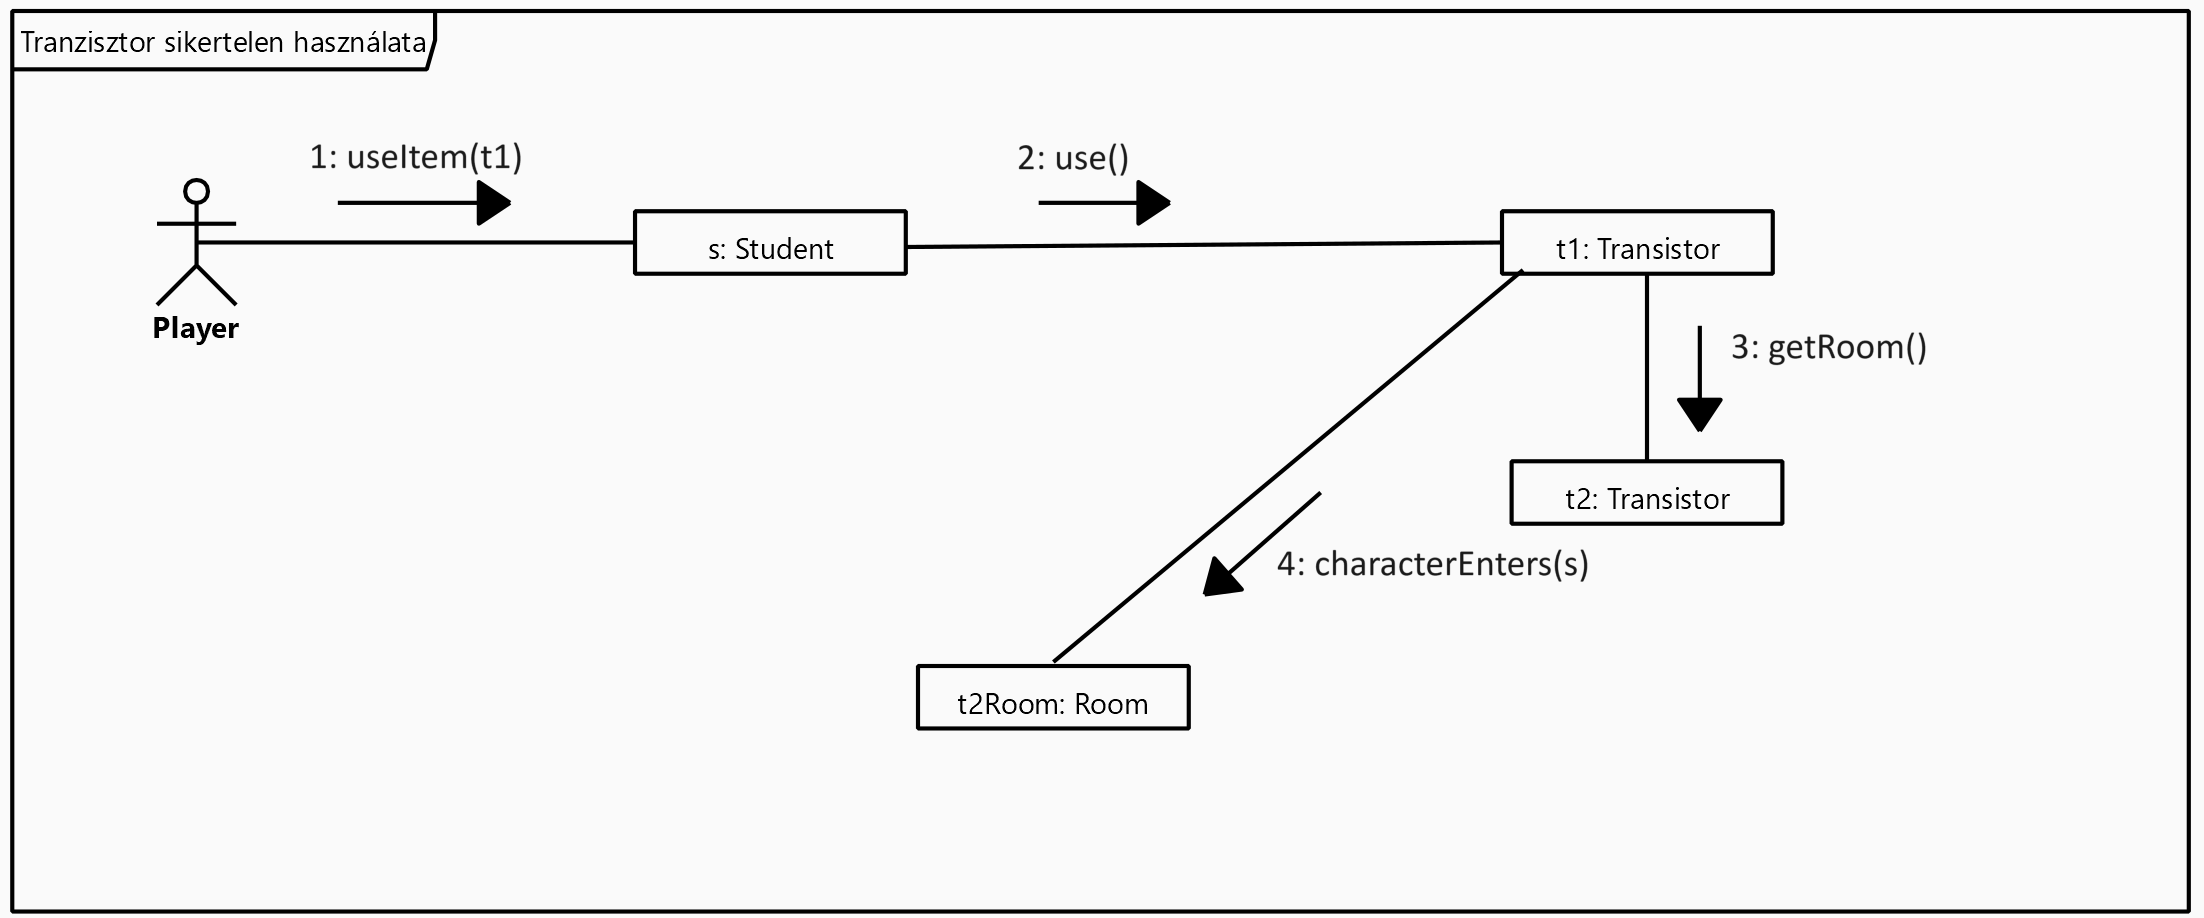 Tranzisztor sikertelen használata
1: useItem(t1)
2: use()
s: Student
t1: Transistor
Player
3: getRoom()
t2: Transistor
4: characterEnters(s)
t2Room: Room